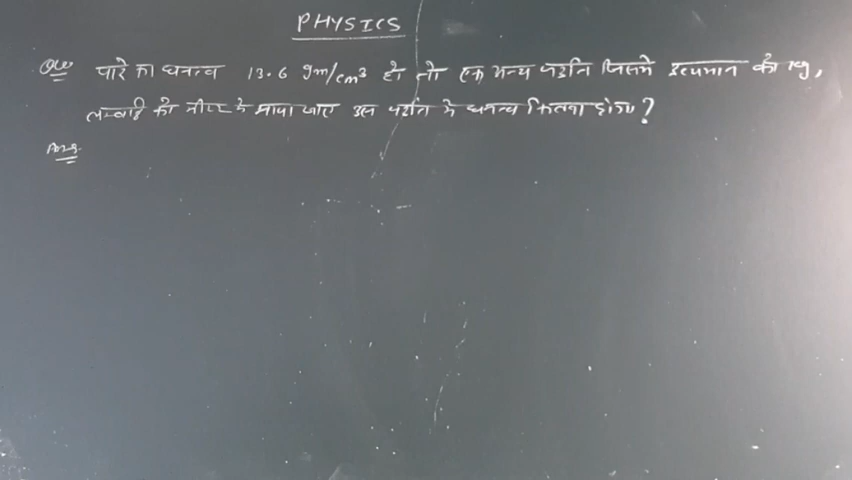 PHYSICS
Que पारे का घनत्व 13.6 gm/cm³ हो तो एक अन्य पद्धति जिसमे द्रव्यमान को kg,
लम्बाई को मीटर मे मापा जाए उस पद्धति मे घनत्व कितना होगा?
Ans.